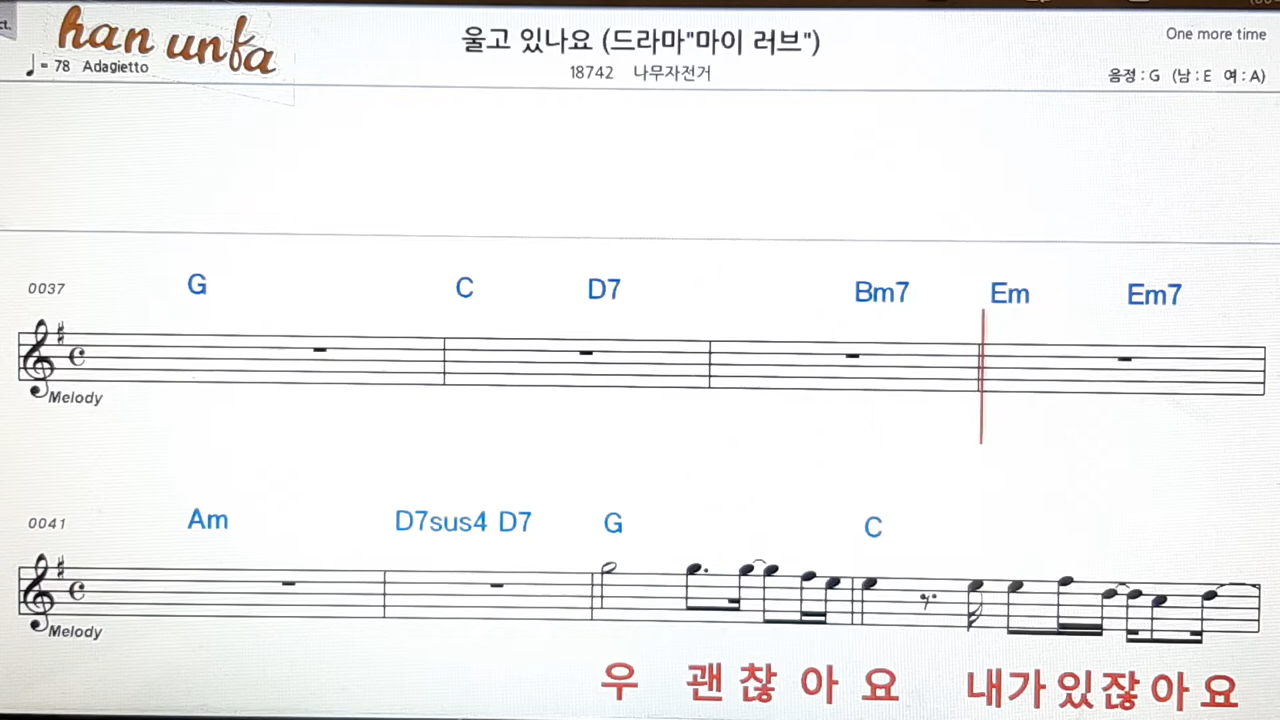 ct.
han unfa
♩= 78 Adagietto
울고 있나요 (드라마"마이 러브")
18742 나무자전거
One more time
음정 : G (남 : E 여 : A)
0037 G C D7 Bm7 Em Em7
Melody
0041 Am D7sus4 D7 G C
Melody
우 괜찮아요 내가있잖아요